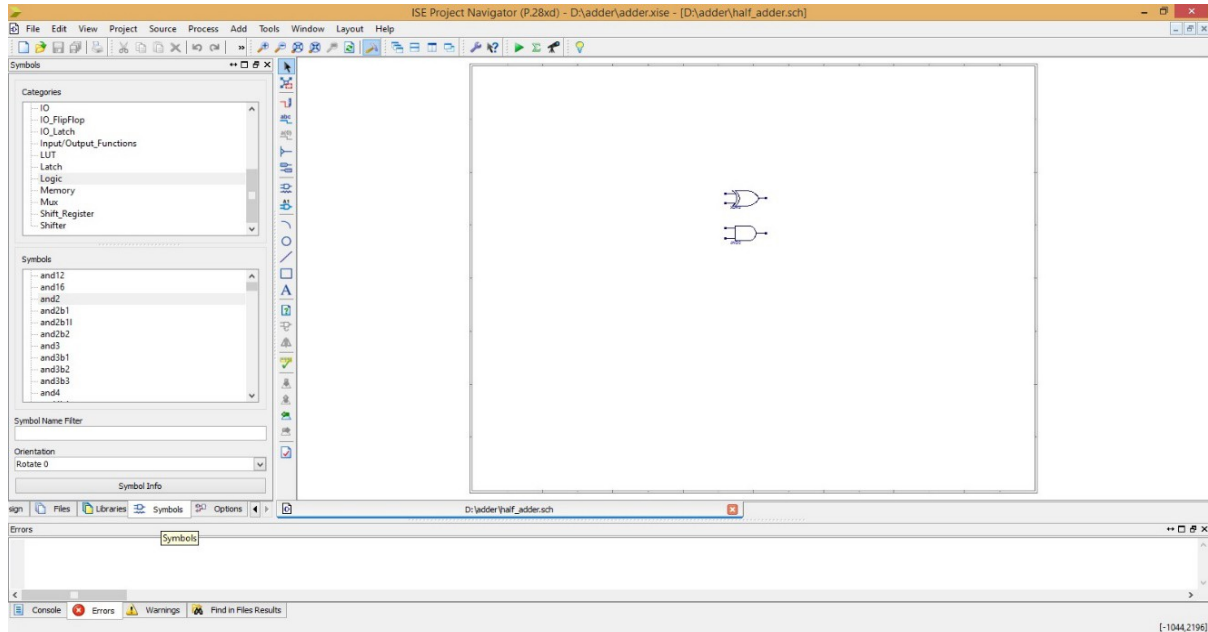 ISE Project Navigator (P.28xd) - D:\adder\adder.xise - [D:\adder\half_adder.sch]
File Edit View Project Source Process Add Tools Window Layout Help
Symbols
Categories
IO
IO_FlipFlop
IO_Latch
Input/Output_Functions
LUT
Latch
Logic
Memory
Mux
Shift_Register
Shifter
Symbols
and12
and16
and2
and2b1
and2b1l
and2b2
and3
and3b1
and3b2
and3b3
and4
Symbol Name Filter
Orientation
Rotate 0
Symbol Info
sign Files Libraries Symbols Options
D:\adder\half_adder.sch
Errors
Symbols
Console Errors Warnings Find in Files Results
[-1044,2196]